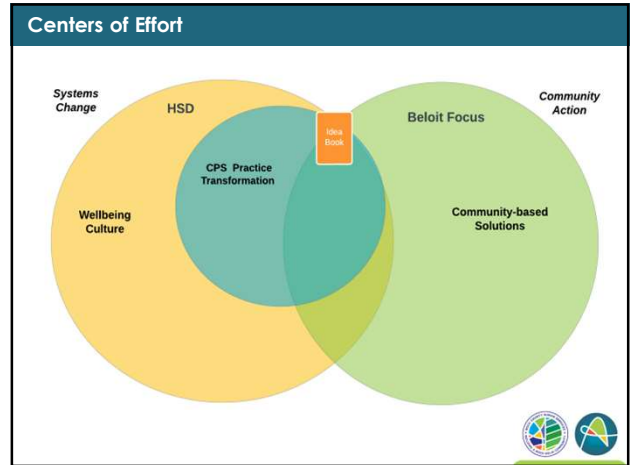 Centers of Effort
Systems
Change
HSD
Idea
Book
Beloit Focus
Community
Action
CPS Practice
Transformation
Wellbeing
Culture
Community-based
Solutions